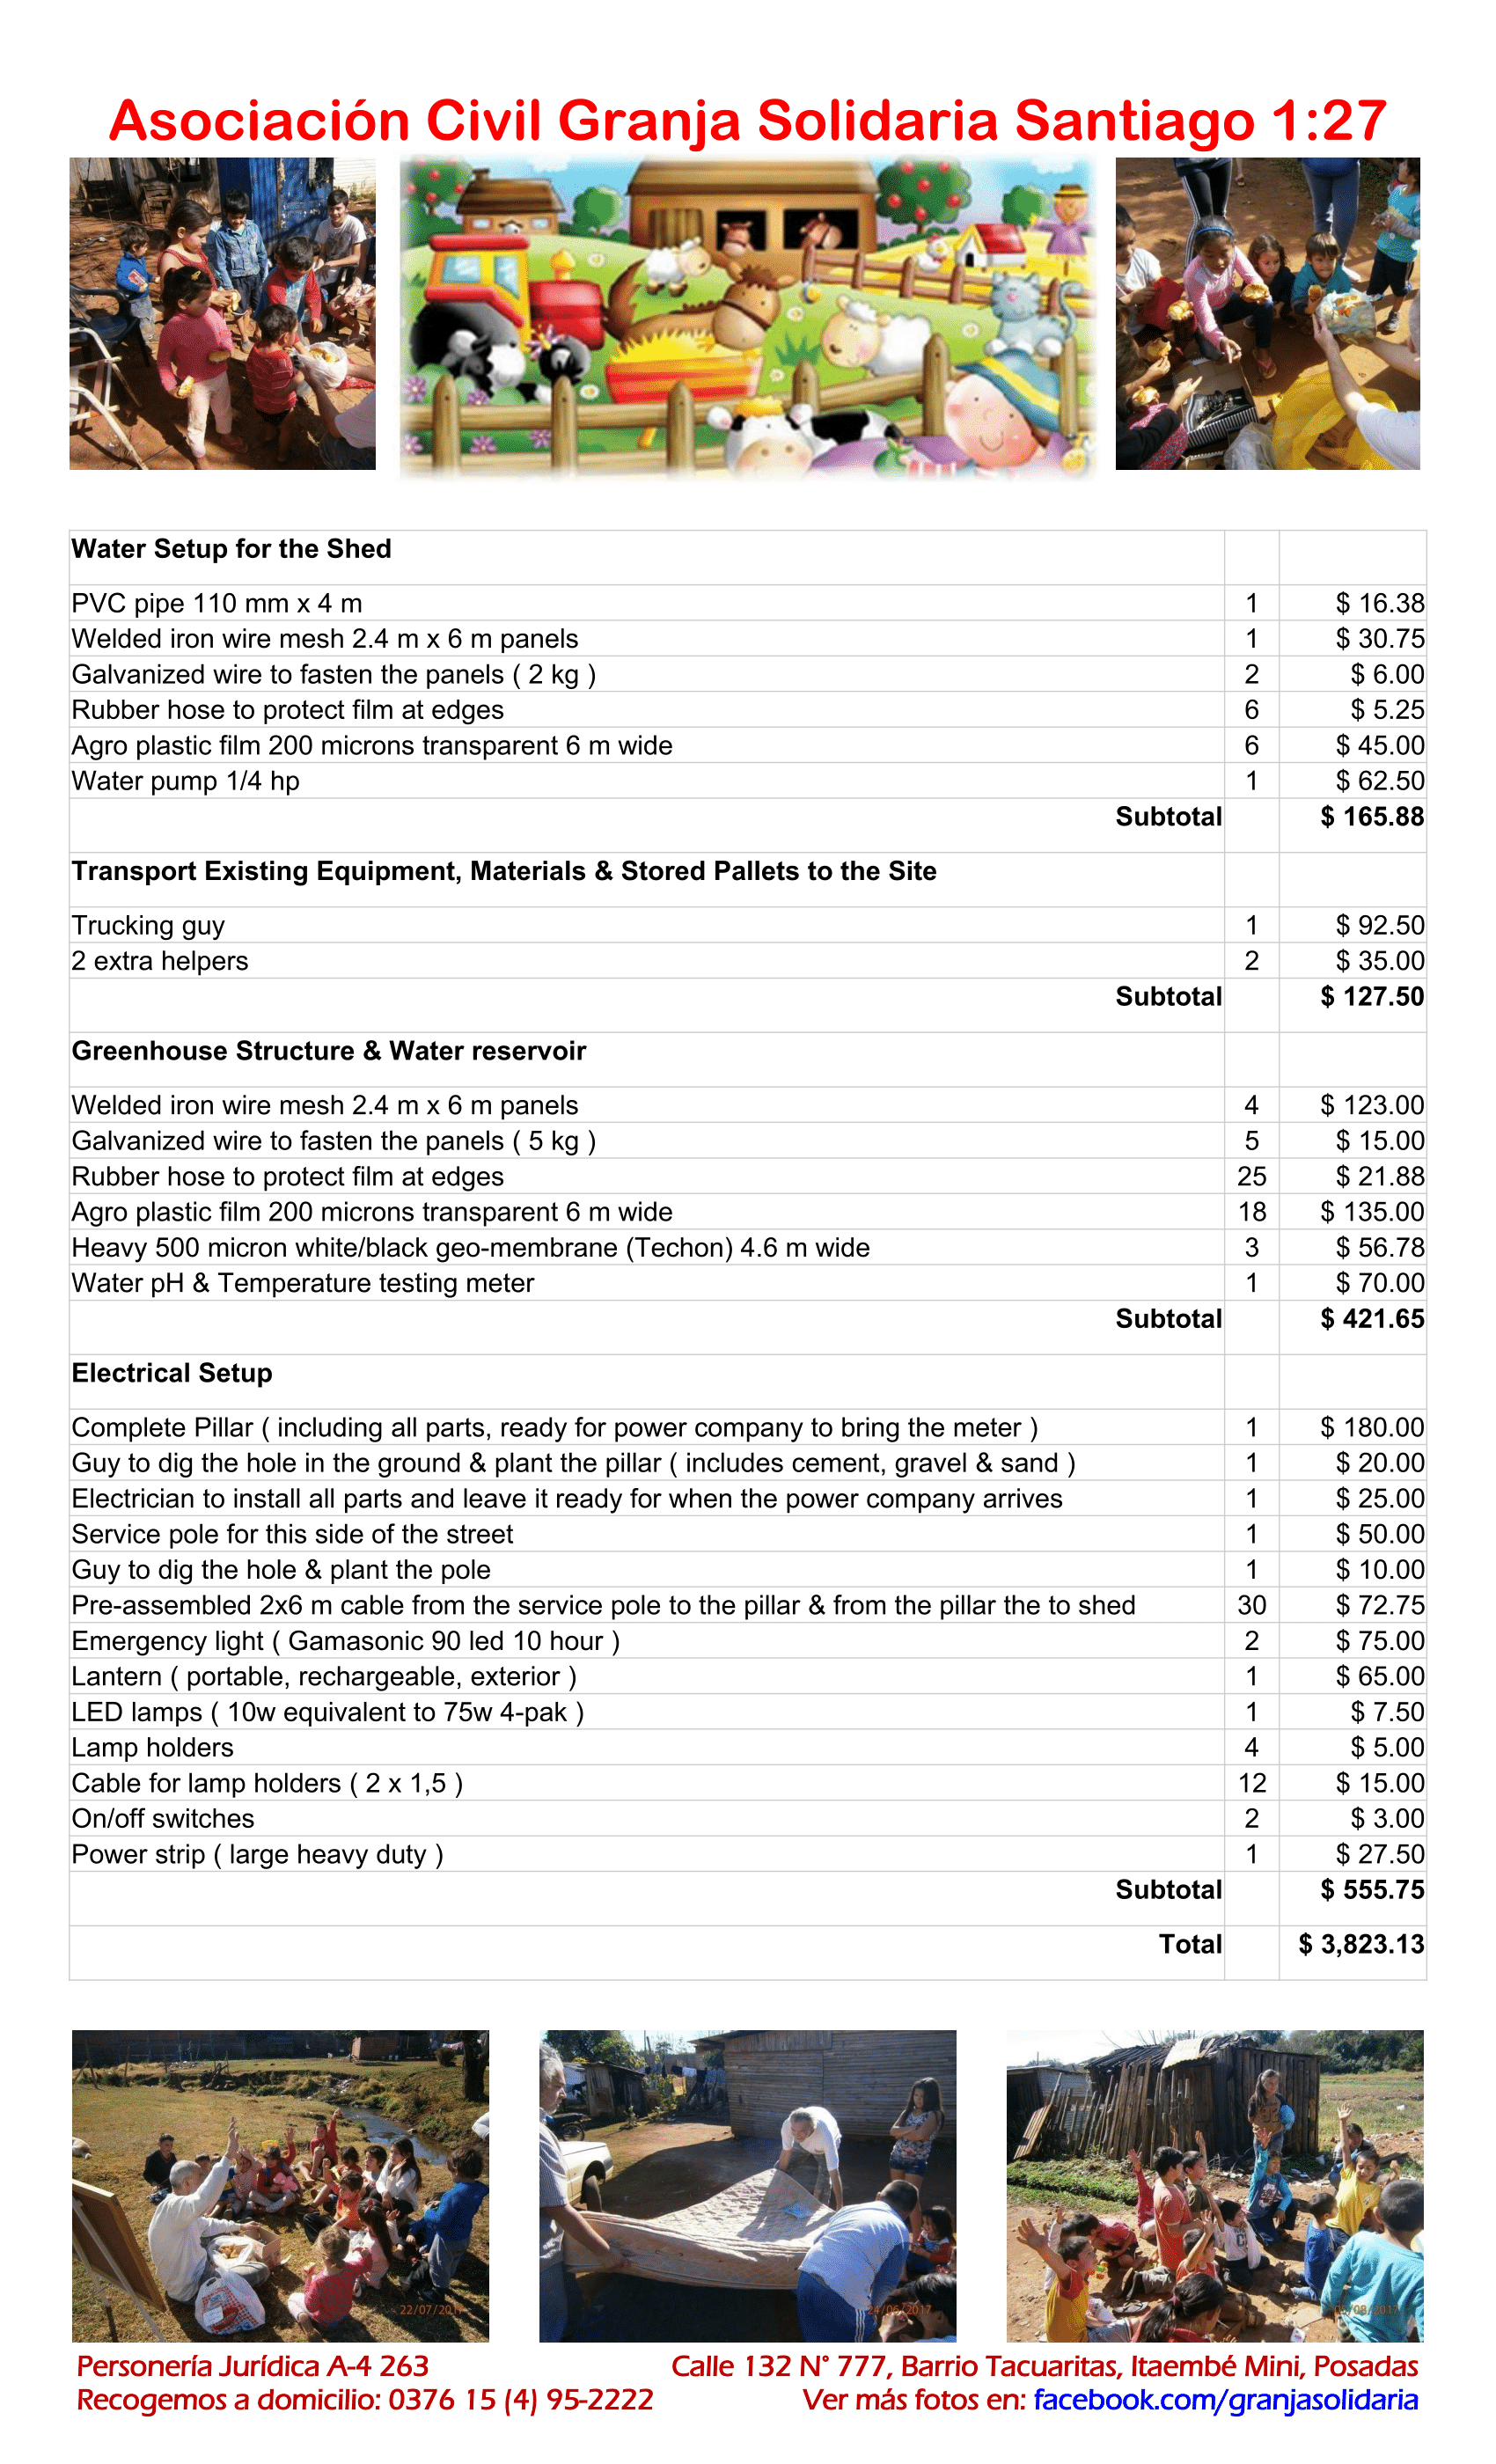 Asociación Civil Granja Solidaria Santiago 1:27
Water Setup for the Shed
PVC pipe 110 mm x 4 m 1 $ 16.38
Welded iron wire mesh 2.4 m x 6 m panels 1 $ 30.75
Galvanized wire to fasten the panels ( 2 kg ) 2 $ 6.00
Rubber hose to protect film at edges 6 $ 5.25
Agro plastic film 200 microns transparent 6 m wide 6 $ 45.00
Water pump 1/4 hp 1 $ 62.50
Subtotal $ 165.88
Transport Existing Equipment, Materials & Stored Pallets to the Site
Trucking guy 1 $ 92.50
2 extra helpers 2 $ 35.00
Subtotal $ 127.50
Greenhouse Structure & Water reservoir
Welded iron wire mesh 2.4 m x 6 m panels 4 $ 123.00
Galvanized wire to fasten the panels ( 5 kg ) 5 $ 15.00
Rubber hose to protect film at edges 25 $ 21.88
Agro plastic film 200 microns transparent 6 m wide 18 $ 135.00
Heavy 500 micron white/black geo-membrane (Techon) 4.6 m wide 3 $ 56.78
Water pH & Temperature testing meter 1 $ 70.00
Subtotal $ 421.65
Electrical Setup
Complete Pillar ( including all parts, ready for power company to bring the meter ) 1 $ 180.00
Guy to dig the hole in the ground & plant the pillar ( includes cement, gravel & sand ) 1 $ 20.00
Electrician to install all parts and leave it ready for when the power company arrives 1 $ 25.00
Service pole for this side of the street 1 $ 50.00
Guy to dig the hole & plant the pole 1 $ 10.00
Pre-assembled 2x6 m cable from the service pole to the pillar & from the pillar the to shed 30 $ 72.75
Emergency light ( Gamasonic 90 led 10 hour ) 2 $ 75.00
Lantern ( portable, rechargeable, exterior ) 1 $ 65.00
LED lamps ( 10w equivalent to 75w 4-pak ) 1 $ 7.50
Lamp holders 4 $ 5.00
Cable for lamp holders ( 2 x 1,5 ) 12 $ 15.00
On/off switches 2 $ 3.00
Power strip ( large heavy duty ) 1 $ 27.50
Subtotal $ 555.75
Total $ 3,823.13
22/07/2017 24/06/2017 05/08/2017
Personería Jurídica A-4 263 Calle 132 N° 777, Barrio Tacuaritas, Itaembé Mini, Posadas
Recogemos a domicilio: 0376 15 (4) 95-2222 Ver más fotos en: facebook.com/granjasolidaria